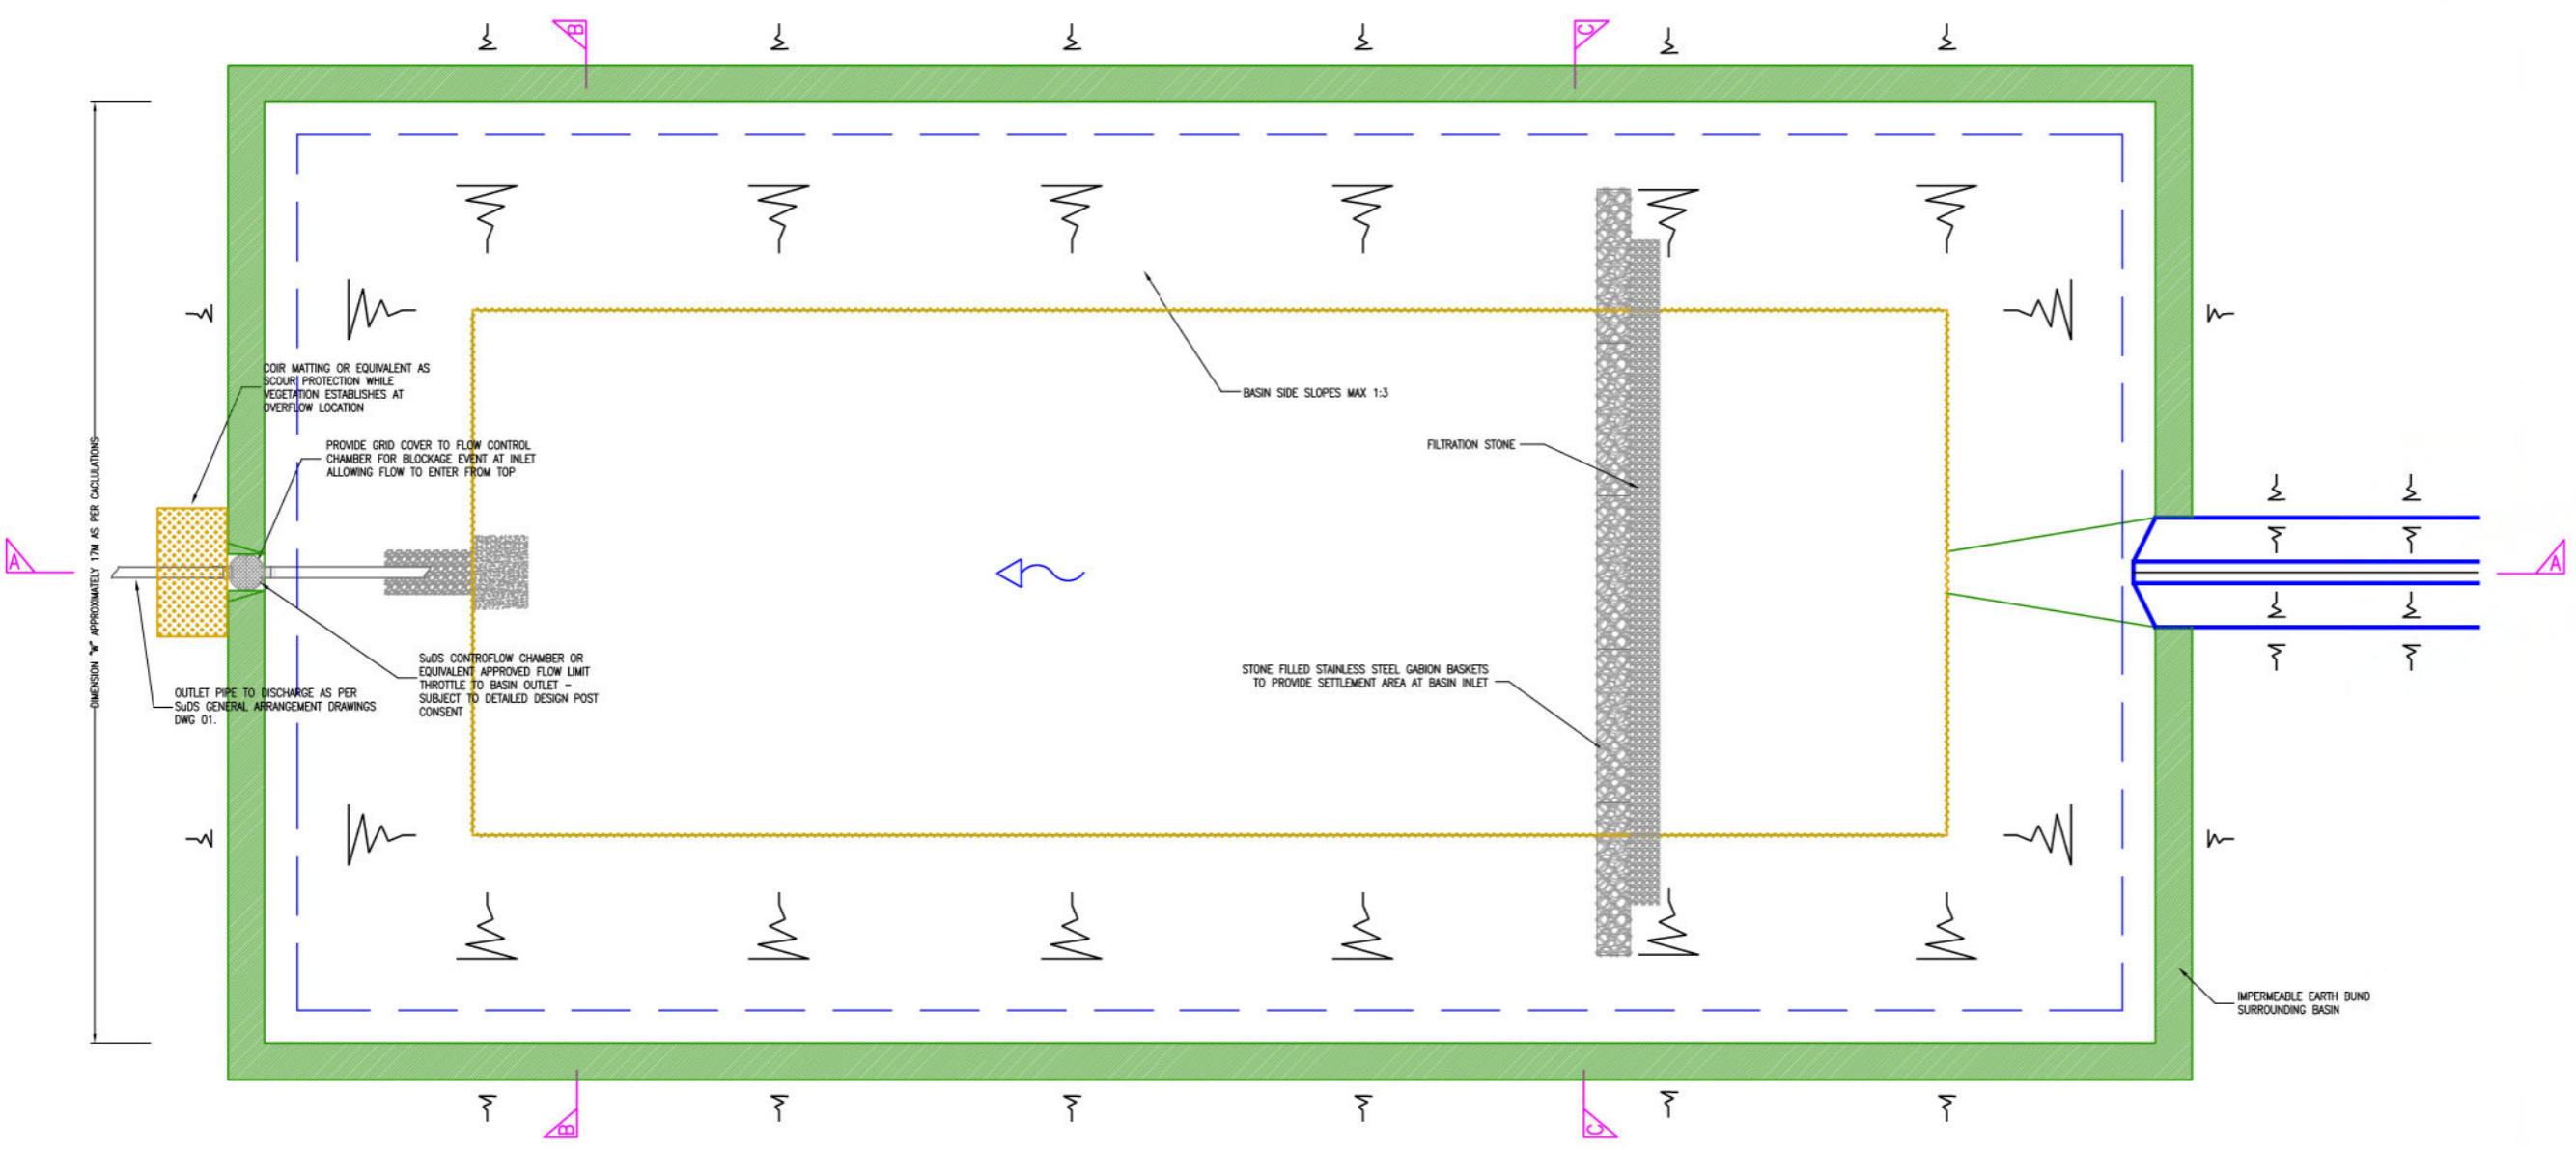 B
C
COIR MATTING OR EQUIVALENT AS
SCOUR PROTECTION WHILE
VEGETATION ESTABLISHES AT
OVERFLOW LOCATION
PROVIDE GRID COVER TO FLOW CONTROL
CHAMBER FOR BLOCKAGE EVENT AT INLET
ALLOWING FLOW TO ENTER FROM TOP
BASIN SIDE SLOPES MAX 1:3
FILTRATION STONE
DIMENSION "W" APPROXIMATELY 17M AS PER CACLULATIONS
A
A
SuDS CONTROFLOW CHAMBER OR
EQUIVALENT APPROVED FLOW LIMIT
THROTTLE TO BASIN OUTLET –
SUBJECT TO DETAILED DESIGN POST
CONSENT
OUTLET PIPE TO DISCHARGE AS PER
SuDS GENERAL ARRANGEMENT DRAWINGS
DWG 01.
STONE FILLED STAINLESS STEEL GABION BASKETS
TO PROVIDE SETTLEMENT AREA AT BASIN INLET
IMPERMEABLE EARTH BUND
SURROUNDING BASIN
B
C